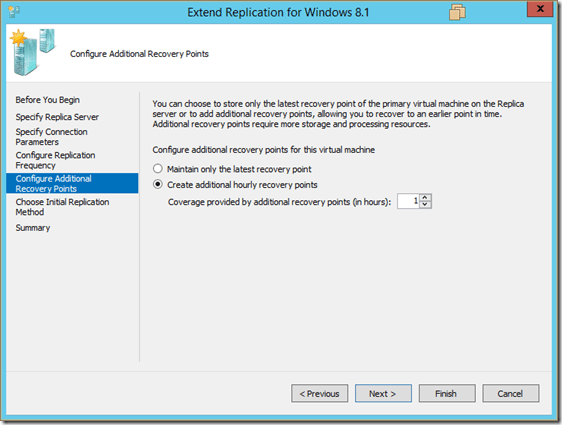 Extend Replication for Windows 8.1
x
Configure Additional Recovery Points
Before You Begin
Specify Replica Server
Specify Connection
Parameters
Configure Replication
Frequency
Configure Additional
Recovery Points
Choose Initial Replication
Method
Summary
You can choose to store only the latest recovery point of the primary virtual machine on the Replica
server or to add additional recovery points, allowing you to recover to an earlier point in time.
Additional recovery points require more storage and processing resources.
Configure additional recovery points for this virtual machine
Maintain only the latest recovery point
Create additional hourly recovery points
Coverage provided by additional recovery points (in hours): 1
< Previous
Next >
Finish
Cancel